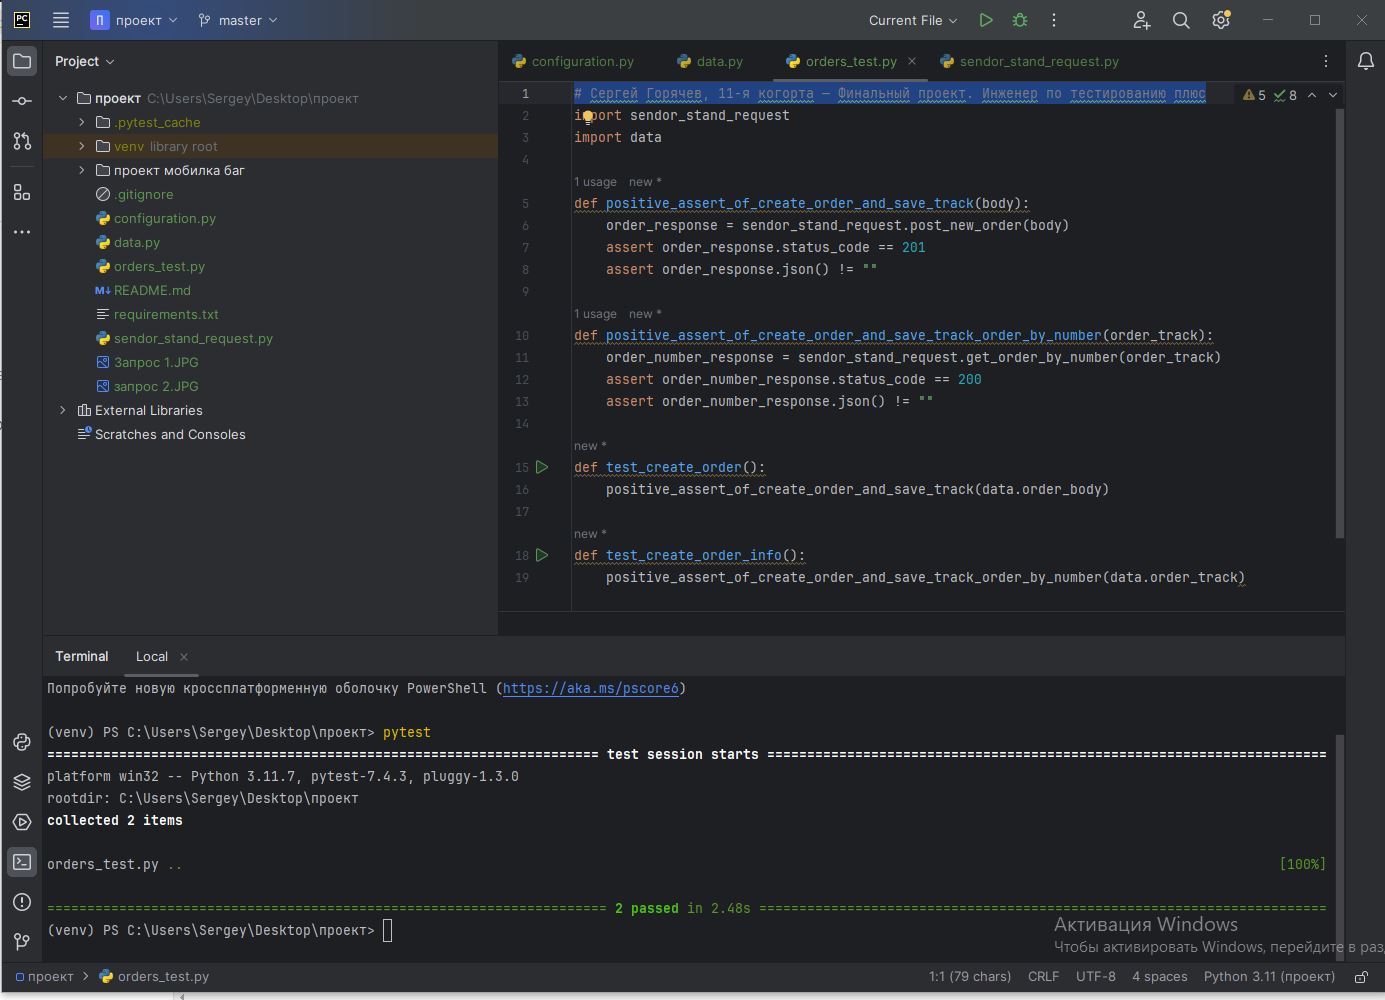 PC
П проект master Current File
Project
проект C:\Users\Sergey\Desktop\проект
.pytest_cache
venv library root
проект мобилка баг
.gitignore
configuration.py
data.py
orders_test.py
README.md
requirements.txt
sendor_stand_request.py
Запрос 1.JPG
запрос 2.JPG
External Libraries
Scratches and Consoles
configuration.py data.py orders_test.py sendor_stand_request.py
5 8
1 # Сергей Горячев, 11-я когорта — Финальный проект. Инженер по тестированию плюс
2 import sendor_stand_request
3 import data
4
1 usage new *
5 def positive_assert_of_create_order_and_save_track(body):
6 order_response = sendor_stand_request.post_new_order(body)
7 assert order_response.status_code == 201
8 assert order_response.json() != ""
9
1 usage new *
10 def positive_assert_of_create_order_and_save_track_order_by_number(order_track):
11 order_number_response = sendor_stand_request.get_order_by_number(order_track)
12 assert order_number_response.status_code == 200
13 assert order_number_response.json() != ""
14
new *
15 def test_create_order():
16 positive_assert_of_create_order_and_save_track(data.order_body)
17
new *
18 def test_create_order_info():
19 positive_assert_of_create_order_and_save_track_order_by_number(data.order_track)
Terminal Local
Попробуйте новую кроссплатформенную оболочку PowerShell (https://aka.ms/pscore6)
(venv) PS C:\Users\Sergey\Desktop\проект> pytest
===================================================================== test session starts ======================================================================
platform win32 -- Python 3.11.7, pytest-7.4.3, pluggy-1.3.0
rootdir: C:\Users\Sergey\Desktop\проект
collected 2 items
orders_test.py .. [100%]
====================================================================== 2 passed in 2.48s =======================================================================
(venv) PS C:\Users\Sergey\Desktop\проект>
Активация Windows
Чтобы активировать Windows, перейдите в раз
проект > orders_test.py 1:1 (79 chars) CRLF UTF-8 4 spaces Python 3.11 (проект)